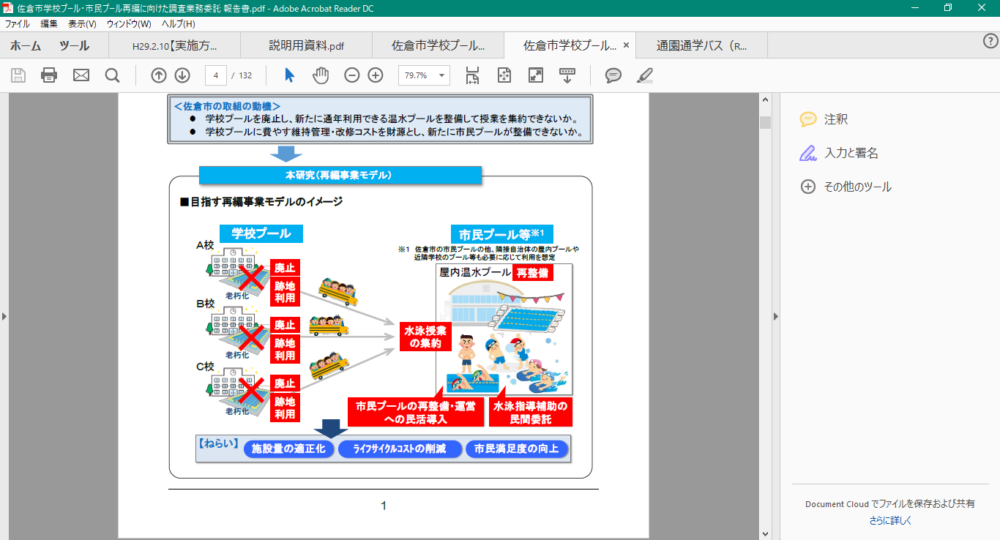 佐倉市学校プール・市民プール再編に向けた調査業務委託 報告書.pdf - Adobe Acrobat Reader DC
ファイル 編集 表示(V) ウィンドウ(W) ヘルプ(H)
ホーム ツール H29.2.10【実施方... 説明用資料.pdf 佐倉市学校プール... 佐倉市学校プール... × 通園通学バス（R...
4 / 132 79.7%
＜佐倉市の取組の動機＞
● 学校プールを廃止し、新たに通年利用できる温水プールを整備して授業を集約できないか。
● 学校プールに費やす維持管理・改修コストを財源とし、新たに市民プールが整備できないか。
本研究（再編事業モデル）
■目指す再編事業モデルのイメージ
学校プール
市民プール等※1
※1 佐倉市の市民プールの他、隣接自治体の屋内プールや
近隣学校のプール等も必要に応じて利用を想定
A校
廃止
跡地
利用
老朽化
B校
廃止
跡地
利用
老朽化
C校
廃止
跡地
利用
老朽化
屋内温水プール 再整備
水泳授業
の集約
市民プールの再整備・運営
への民活導入
水泳指導補助の
民間委託
【ねらい】 施設量の適正化 ﾗｲﾌｻｲｸﾙｺｽﾄの削減 市民満足度の向上
1
注釈
入力と署名
その他のツール
Document Cloud でファイルを保存および共有
さらに詳しく